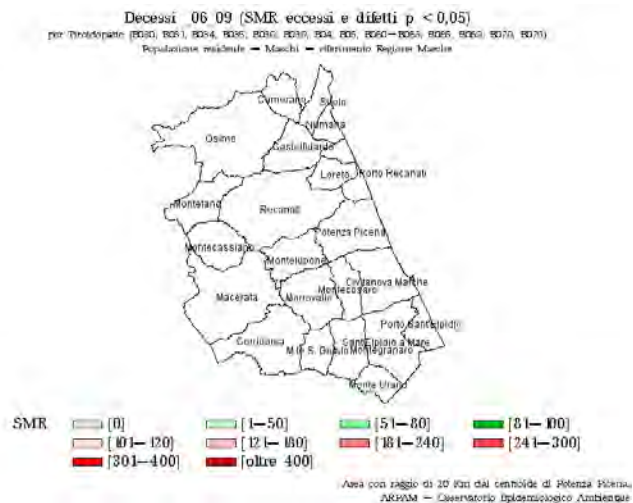 Decessi 06 09 (SMR eccessi e difetti p <0,05)
per Tireoidopatie
Popolazione residente — Maschi — riferimento Regione Marche
Camerano
Sirolo
Numana
Osimo
Castelfidardo
Loreto
Porto Recanati
Montefano
Recanati
Potenza Picena
Montecassiano
Montelupone
Civitanova Marche
Montecosaro
Macerata
Morrovalle
Porto Sant'Elpidio
Corridonia
Sant'Elpidio a Mare
M.te S. Giusto
Montegranaro
Monte Urano
SMR [0] [1—50] [51—80] [81—100]
[101—120] [121—180] [181—240] [241—300]
[301—400] [oltre 400]
Area con raggio di 20 Km dal centroide di Potenza Picena.
ARPAM — Osservatorio Epidemiologico Ambientale